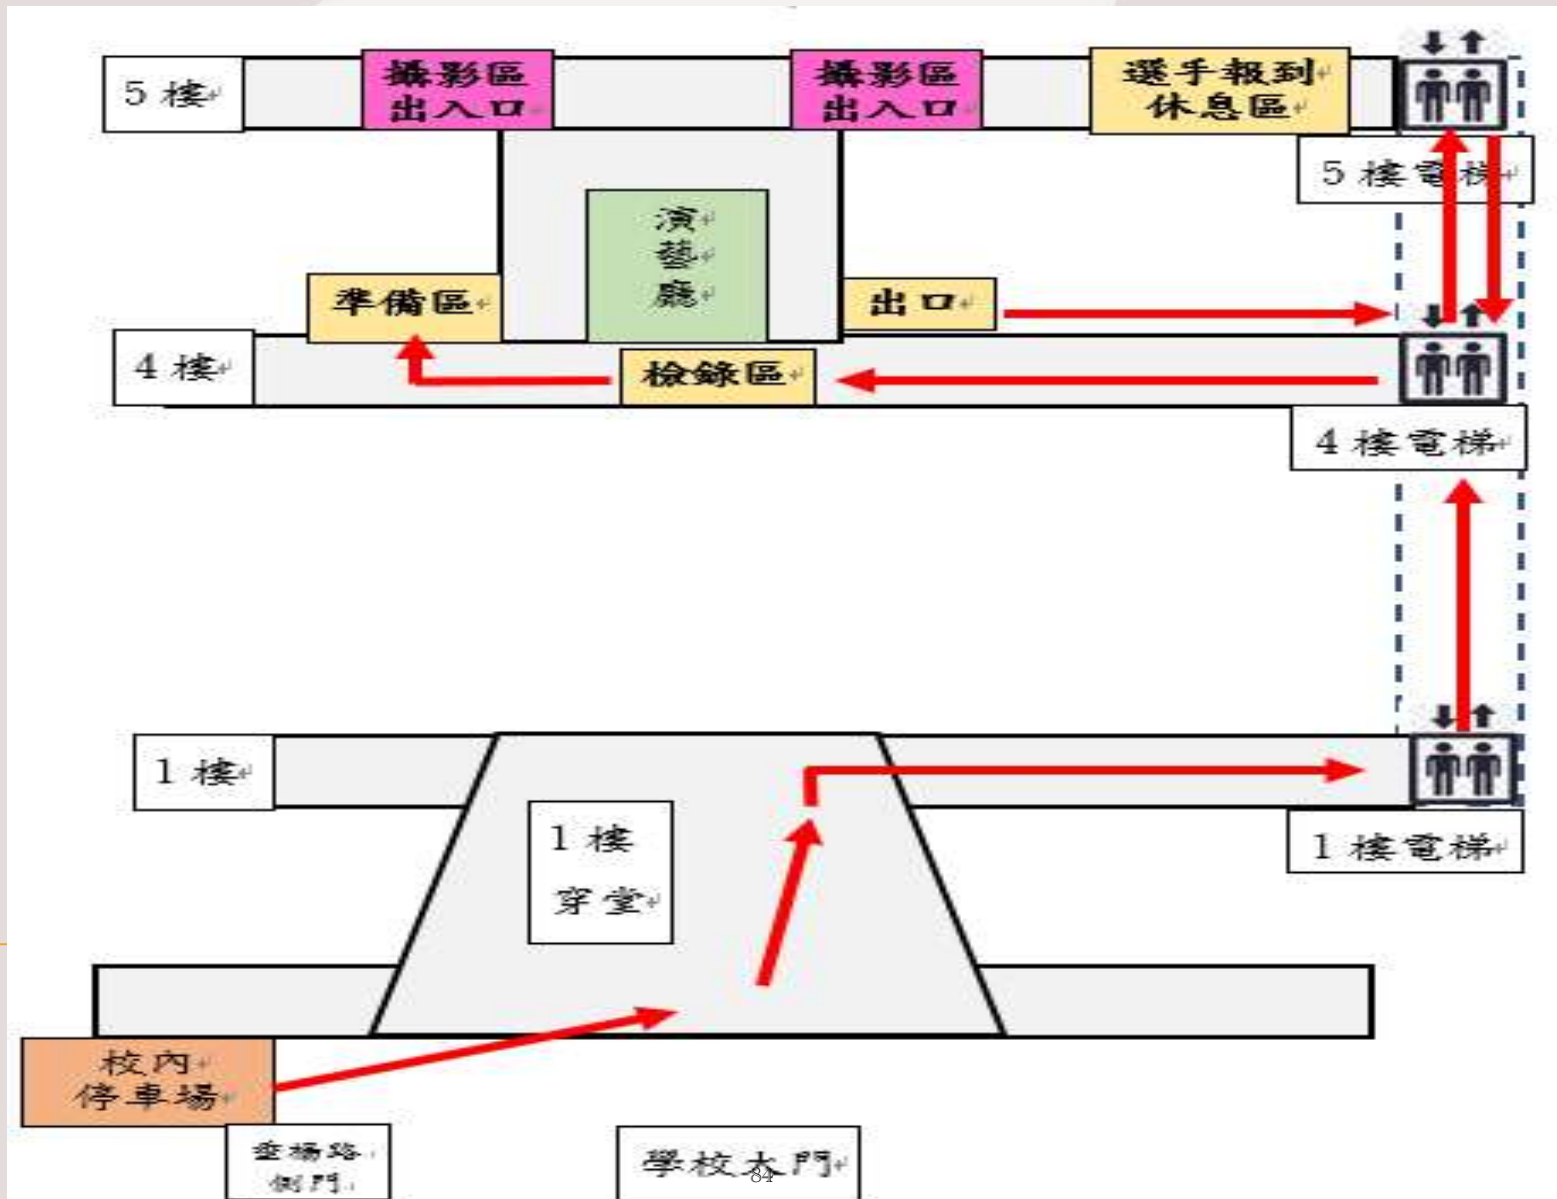 5 樓
攝影區
出入口
攝影區
出入口
選手報到
休息區
5 樓電梯
演
藝
廳
準備區
出口
4 樓
檢錄區
4 樓電梯
1 樓
1 樓
穿堂
1 樓電梯
校內
停車場
垂楊路
側門
學校大門
84